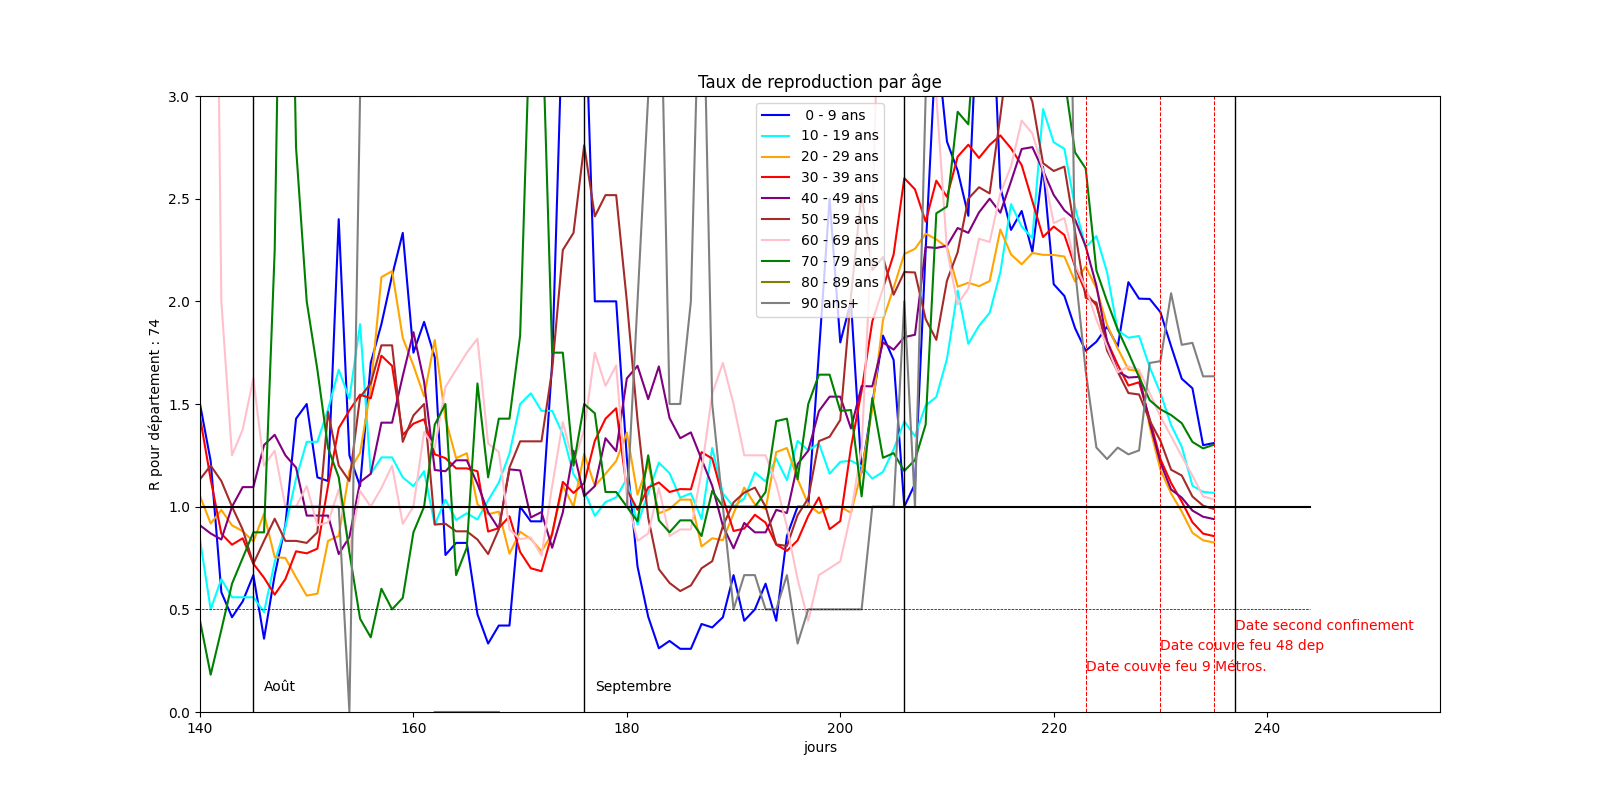 Taux de reproduction par âge
R pour département : 74
3.0
2.5
2.0
1.5
1.0
0.5
0.0
0 - 9 ans
10 - 19 ans
20 - 29 ans
30 - 39 ans
40 - 49 ans
50 - 59 ans
60 - 69 ans
70 - 79 ans
80 - 89 ans
90 ans+
Date second confinement
Date couvre feu 48 dep
Date couvre feu 9 Métros.
Août
Septembre
140
160
180
200
220
240
jours